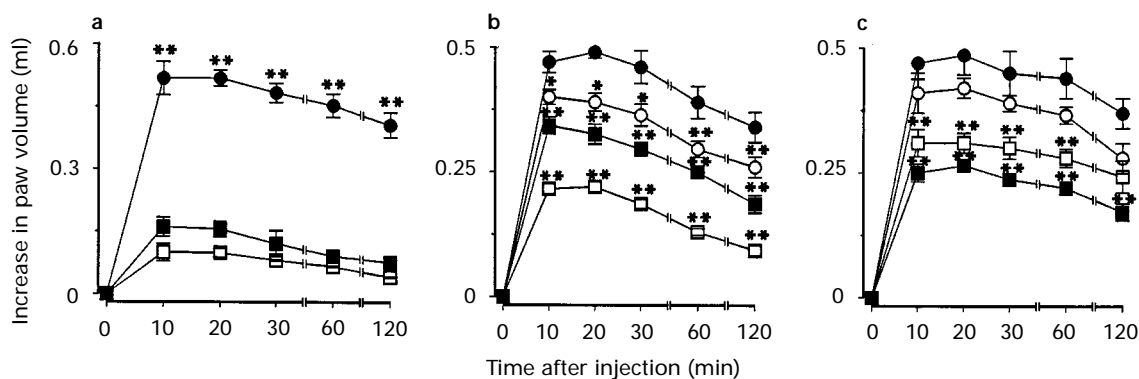 a
Increase in paw volume (ml)
0.6
0.3
0
** ** ** ** **
0 10 20 30 60 120
b
0.5
0.25
0
* * * ** **
** ** ** ** **
** ** ** ** **
0 10 20 30 60 120
c
0.5
0.25
0
** ** ** **
** ** ** ** **
0 10 20 30 60 120
Time after injection (min)